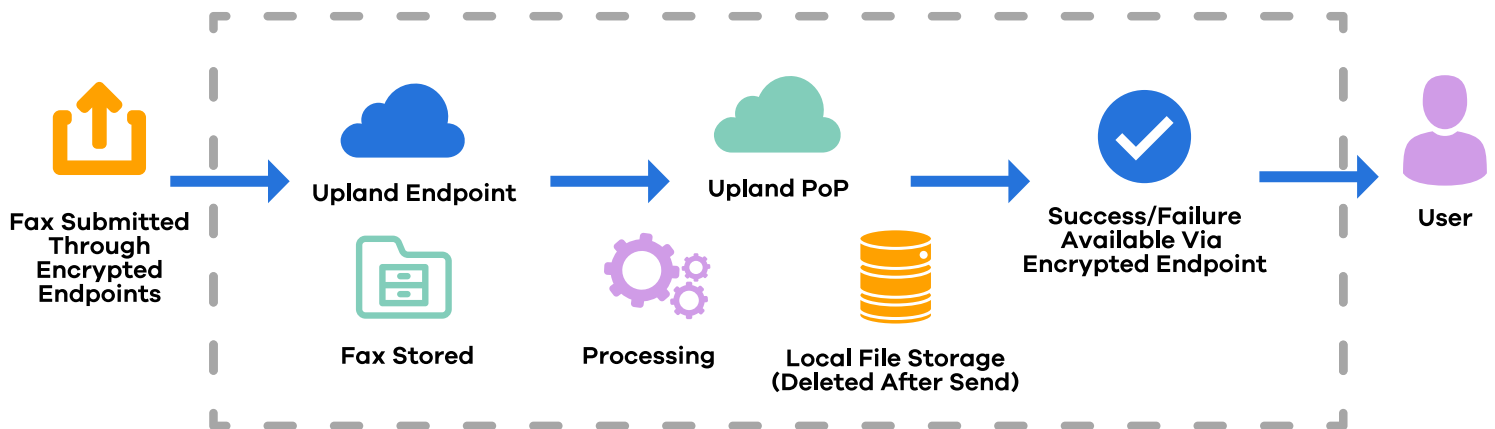 Fax Submitted
Through
Encrypted
Endpoints
Upland Endpoint
Fax Stored
Processing
Upland PoP
Local File Storage
(Deleted After Send)
Success/Failure
Available Via
Encrypted Endpoint
User